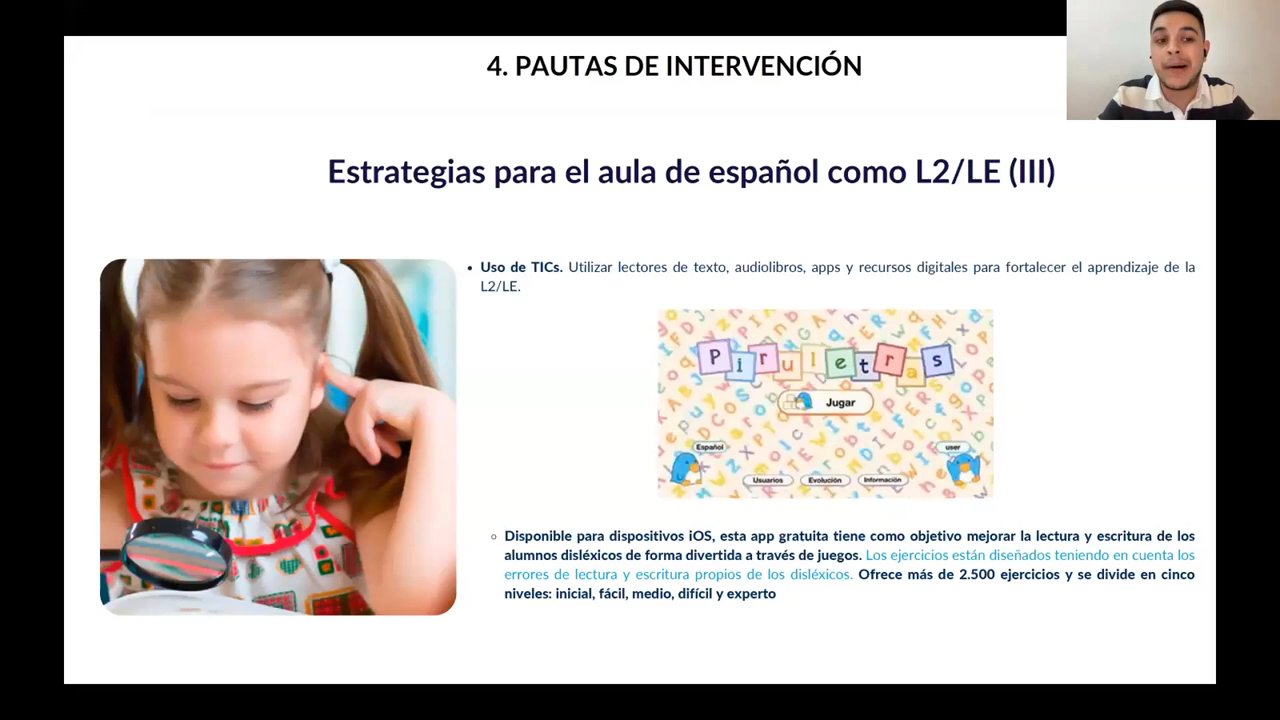 4. PAUTAS DE INTERVENCIÓN
Estrategias para el aula de español como L2/LE (III)
• Uso de TICs. Utilizar lectores de texto, audiolibros, apps y recursos digitales para fortalecer el aprendizaje de la
L2/LE.
Piruletras
Jugar
Español
user
Usuarios
Evolución
Información
◦ Disponible para dispositivos iOS, esta app gratuita tiene como objetivo mejorar la lectura y escritura de los
alumnos disléxicos de forma divertida a través de juegos. Los ejercicios están diseñados teniendo en cuenta los
errores de lectura y escritura propios de los disléxicos. Ofrece más de 2.500 ejercicios y se divide en cinco
niveles: inicial, fácil, medio, difícil y experto